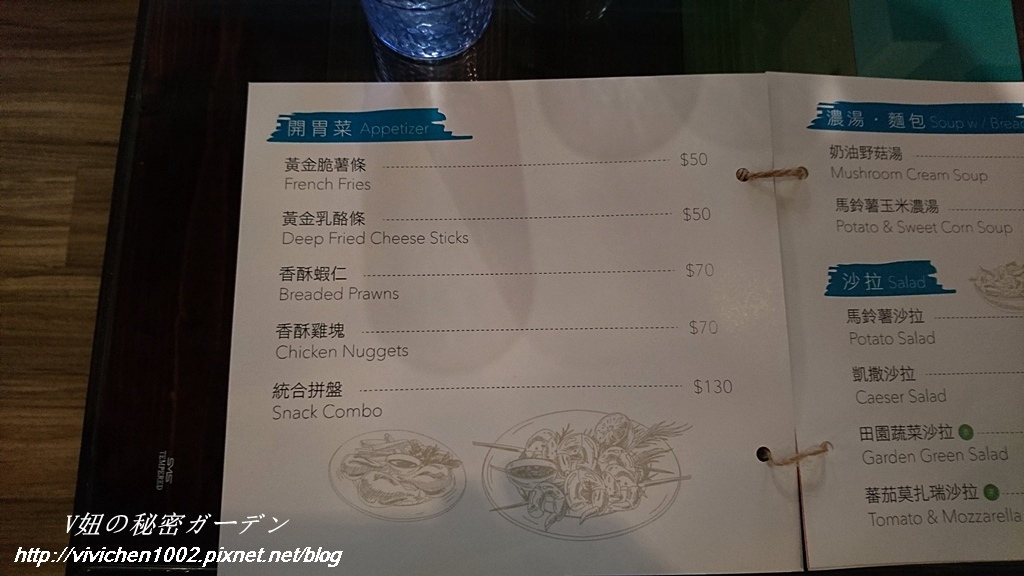 開胃菜 Appetizer
黃金脆薯條 $50
French Fries
黃金乳酪條 $50
Deep Fried Cheese Sticks
香酥蝦仁 $70
Breaded Prawns
香酥雞塊 $70
Chicken Nuggets
統合拼盤 $130
Snack Combo
濃湯・麵包 Soup w/ Brea
奶油野菇湯
Mushroom Cream Soup
馬鈴薯玉米濃湯
Potato & Sweet Corn Soup
沙拉 Salad
馬鈴薯沙拉
Potato Salad
凱撒沙拉
Caeser Salad
田園蔬菜沙拉
Garden Green Salad
蕃茄莫扎瑞沙拉
Tomato & Mozzarella
SYIS
TEMPERED
V妞の秘密ガーデン
http://vivichen1002.pixnet.net/blog